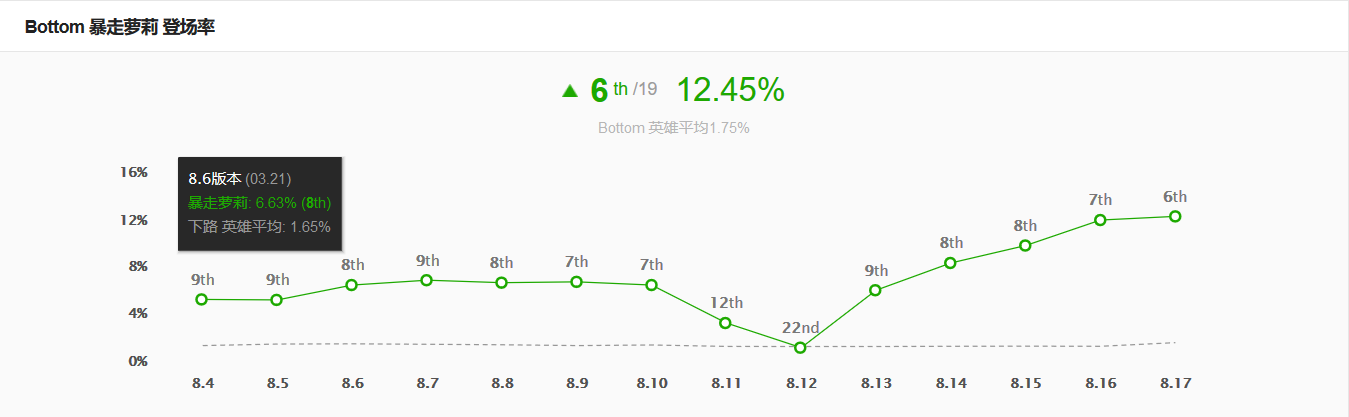 Bottom 暴走萝莉 登场率
6 th /19 12.45%
Bottom 英雄平均1.75%
16%
8.6版本 (03.21)
暴走萝莉: 6.63% (8th)
下路 英雄平均: 1.65%
12%
8%
4%
0%
9th 9th 8th 9th 8th 7th 7th 12th 22nd 9th 8th 8th 7th 6th
8.4 8.5 8.6 8.7 8.8 8.9 8.10 8.11 8.12 8.13 8.14 8.15 8.16 8.17